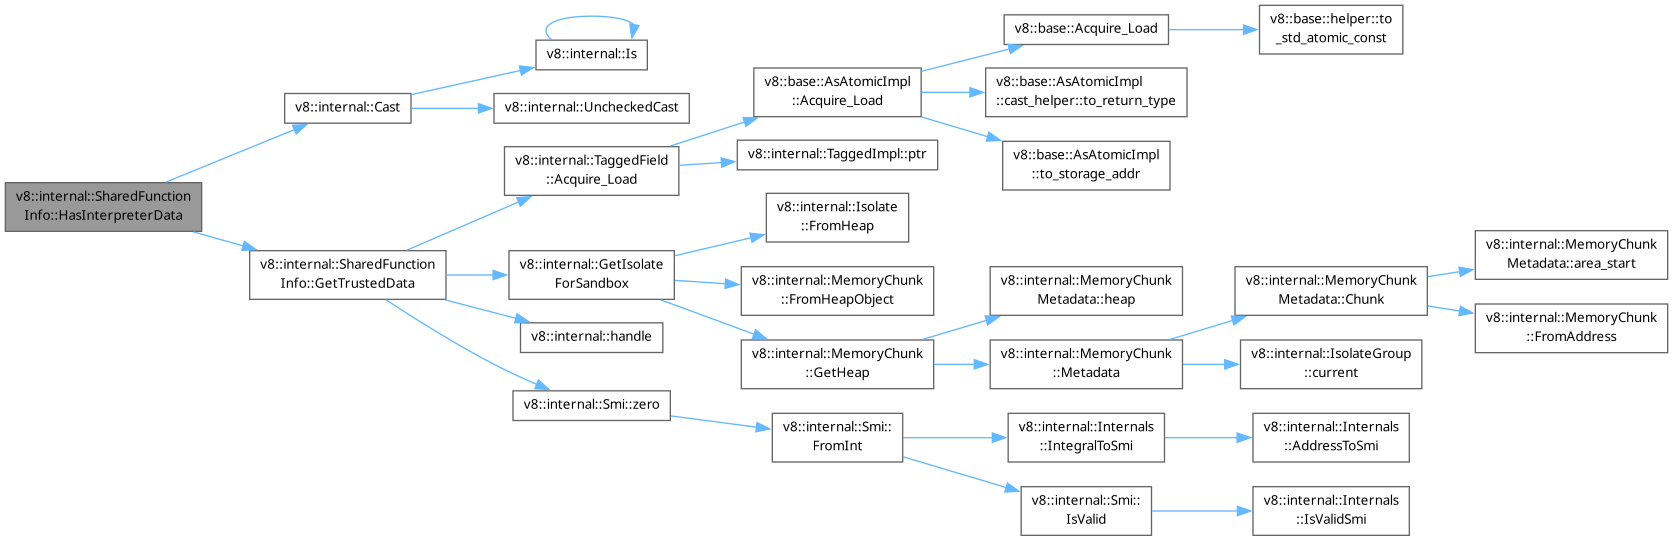 v8::internal::SharedFunction
Info::HasInterpreterData
v8::internal::Cast
v8::internal::Is
v8::internal::UncheckedCast
v8::internal::SharedFunction
Info::GetTrustedData
v8::internal::TaggedField
::Acquire_Load
v8::base::AsAtomicImpl
::Acquire_Load
v8::base::Acquire_Load
v8::base::helper::to
_std_atomic_const
v8::base::AsAtomicImpl
::cast_helper::to_return_type
v8::base::AsAtomicImpl
::to_storage_addr
v8::internal::TaggedImpl::ptr
v8::internal::GetIsolate
ForSandbox
v8::internal::Isolate
::FromHeap
v8::internal::MemoryChunk
::FromHeapObject
v8::internal::MemoryChunk
::GetHeap
v8::internal::MemoryChunk
Metadata::heap
v8::internal::MemoryChunk
::Metadata
v8::internal::MemoryChunk
Metadata::Chunk
v8::internal::MemoryChunk
Metadata::area_start
v8::internal::MemoryChunk
::FromAddress
v8::internal::IsolateGroup
::current
v8::internal::handle
v8::internal::Smi::zero
v8::internal::Smi::
FromInt
v8::internal::Internals
::IntegralToSmi
v8::internal::Internals
::AddressToSmi
v8::internal::Smi::
IsValid
v8::internal::Internals
::IsValidSmi